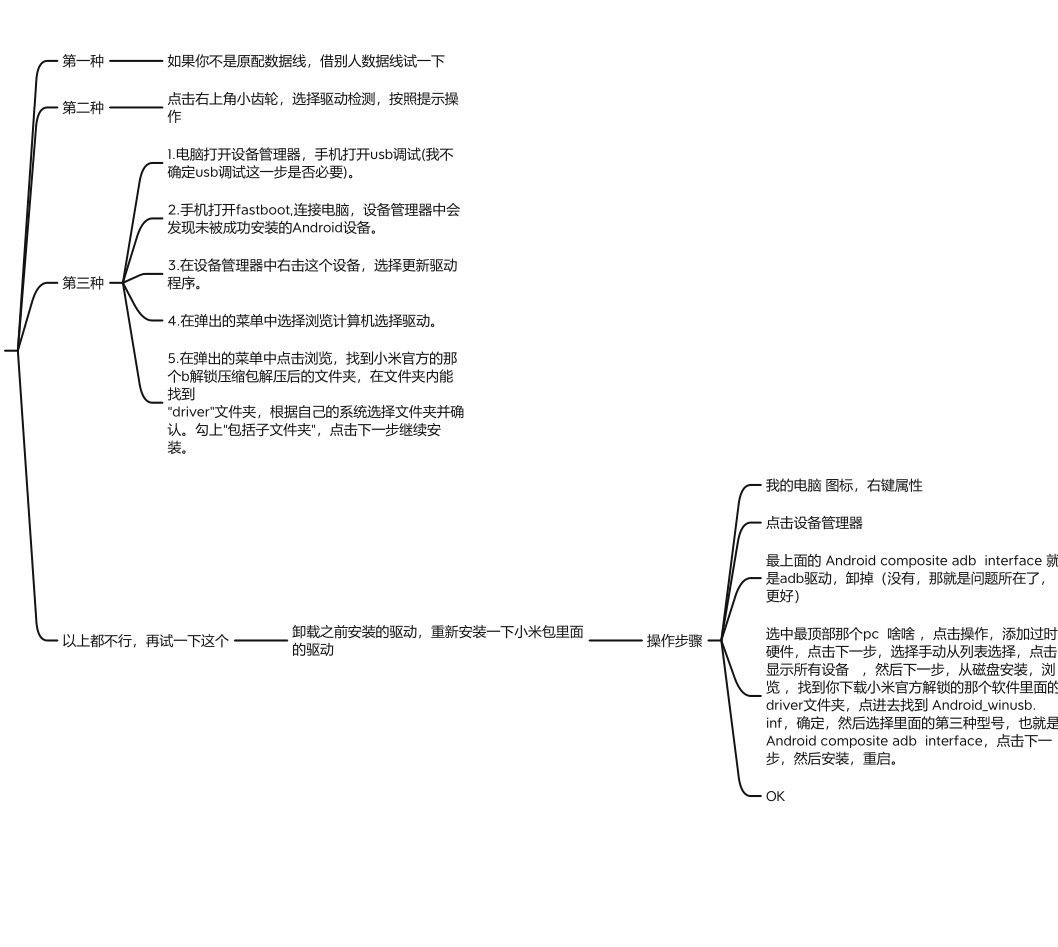 第一种
如果你不是原配数据线，借别人数据线试一下
第二种
点击右上角小齿轮，选择驱动检测，按照提示操
作
第三种
1.电脑打开设备管理器，手机打开usb调试(我不
确定usb调试这一步是否必要)。
2.手机打开fastboot,连接电脑，设备管理器中会
发现未被成功安装的Android设备。
3.在设备管理器中右击这个设备，选择更新驱动
程序。
4.在弹出的菜单中选择浏览计算机选择驱动。
5.在弹出的菜单中点击浏览，找到小米官方的那
个b解锁压缩包解压后的文件夹，在文件夹内能
找到
"driver"文件夹，根据自己的系统选择文件夹并确
认。勾上"包括子文件夹"，点击下一步继续安
装。
以上都不行，再试一下这个
卸载之前安装的驱动，重新安装一下小米包里面
的驱动
操作步骤
我的电脑 图标，右键属性
点击设备管理器
最上面的 Android composite adb  interface 就
是adb驱动，卸掉（没有，那就是问题所在了，
更好）
选中最顶部那个pc  啥啥 ，点击操作，添加过时
硬件，点击下一步，选择手动从列表选择，点击
显示所有设备   ，然后下一步，从磁盘安装，浏
览 ，找到你下载小米官方解锁的那个软件里面的
driver文件夹，点进去找到 Android_winusb.
inf，确定，然后选择里面的第三种型号，也就是
Android composite adb  interface，点击下一
步，然后安装，重启。
OK